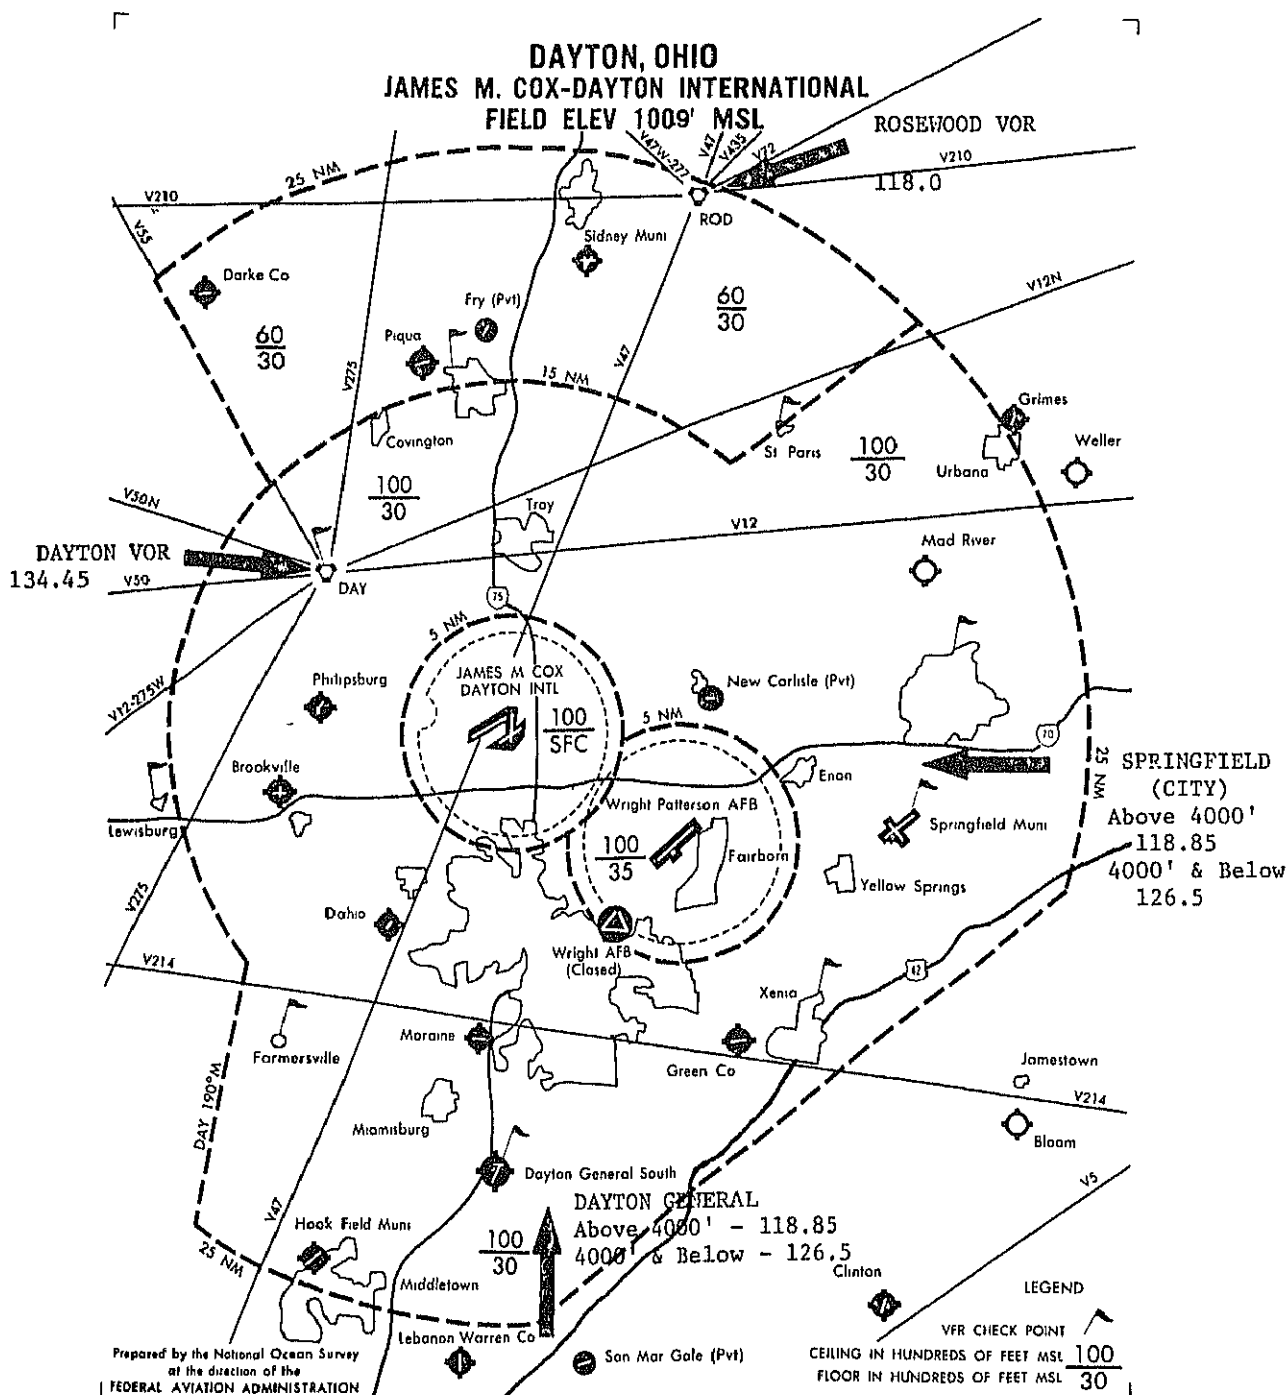 DAYTON, OHIO
JAMES M. COX-DAYTON INTERNATIONAL
FIELD ELEV 1009' MSL
ROSEWOOD VOR
118.0
V47W-277
V47
V435
V72
V210
25 NM
V210
V55
ROD
Sidney Muni
Darke Co
Fry (Pvt)
60
30
V12N
60
30
Piqua
V275
V47
15 NM
Covington
Grimes
St Paris
100
30
Urbana
Weller
100
30
V50N
Troy
V12
Mad River
DAYTON VOR
134.45
V50
DAY
75
5 NM
JAMES M COX
DAYTON INTL
100
SFC
Philipsburg
New Carlisle (Pvt)
V12-275W
5 NM
70
25 NM
Brookville
Enon
SPRINGFIELD
(CITY)
Above 4000'
118.85
4000' & Below
126.5
Lewisburg
Wright Patterson AFB
Springfield Muni
100
35
Fairborn
Yellow Springs
V275
Dahio
Wright AFB
(Closed)
V214
42
Xenia
Farmersville
Moraine
Green Co
Jamestown
V214
DAY 190°M
Miamisburg
Bloom
Dayton General South
V5
V47
DAYTON GENERAL
Above 4000' - 118.85
4000' & Below - 126.5
Hook Field Muni
25 NM
100
30
Middletown
Clinton
LEGEND
VFR CHECK POINT
Lebanon Warren Co
San Mar Gale (Pvt)
CEILING IN HUNDREDS OF FEET MSL 100
FLOOR IN HUNDREDS OF FEET MSL 30
Prepared by the National Ocean Survey
at the direction of the
FEDERAL AVIATION ADMINISTRATION